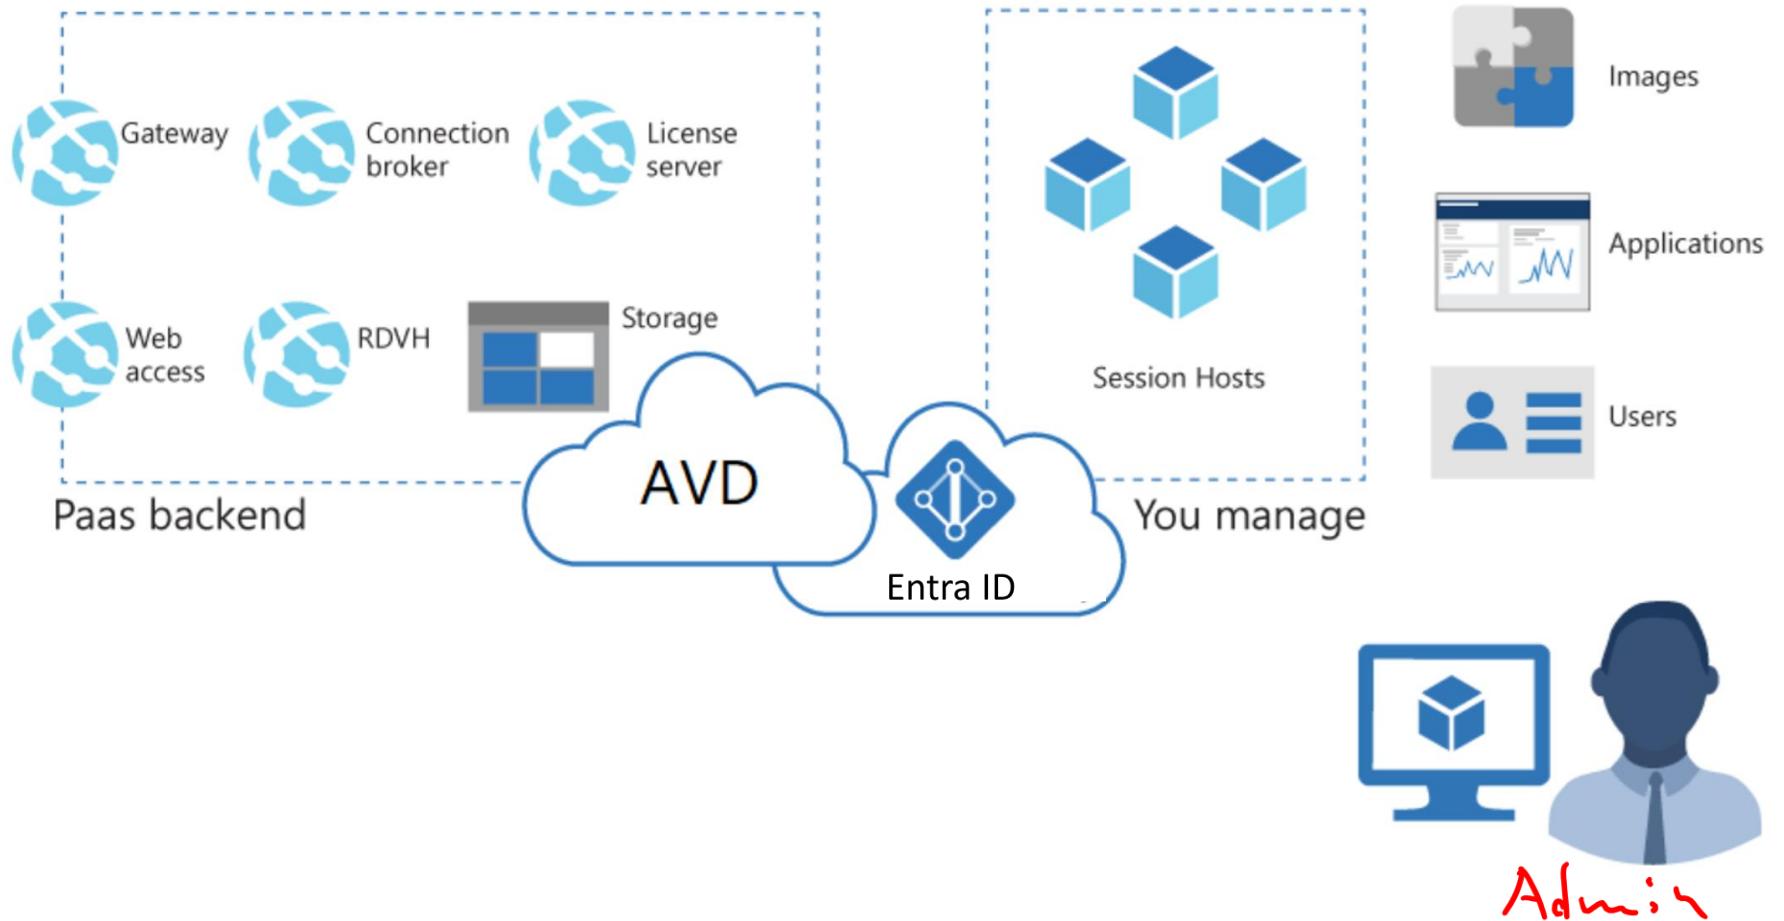 Gateway
Connection
broker
License
server
Web
access
RDVH
Storage
Paas backend
AVD
Entra ID
Session Hosts
You manage
Images
Applications
Users
Admin